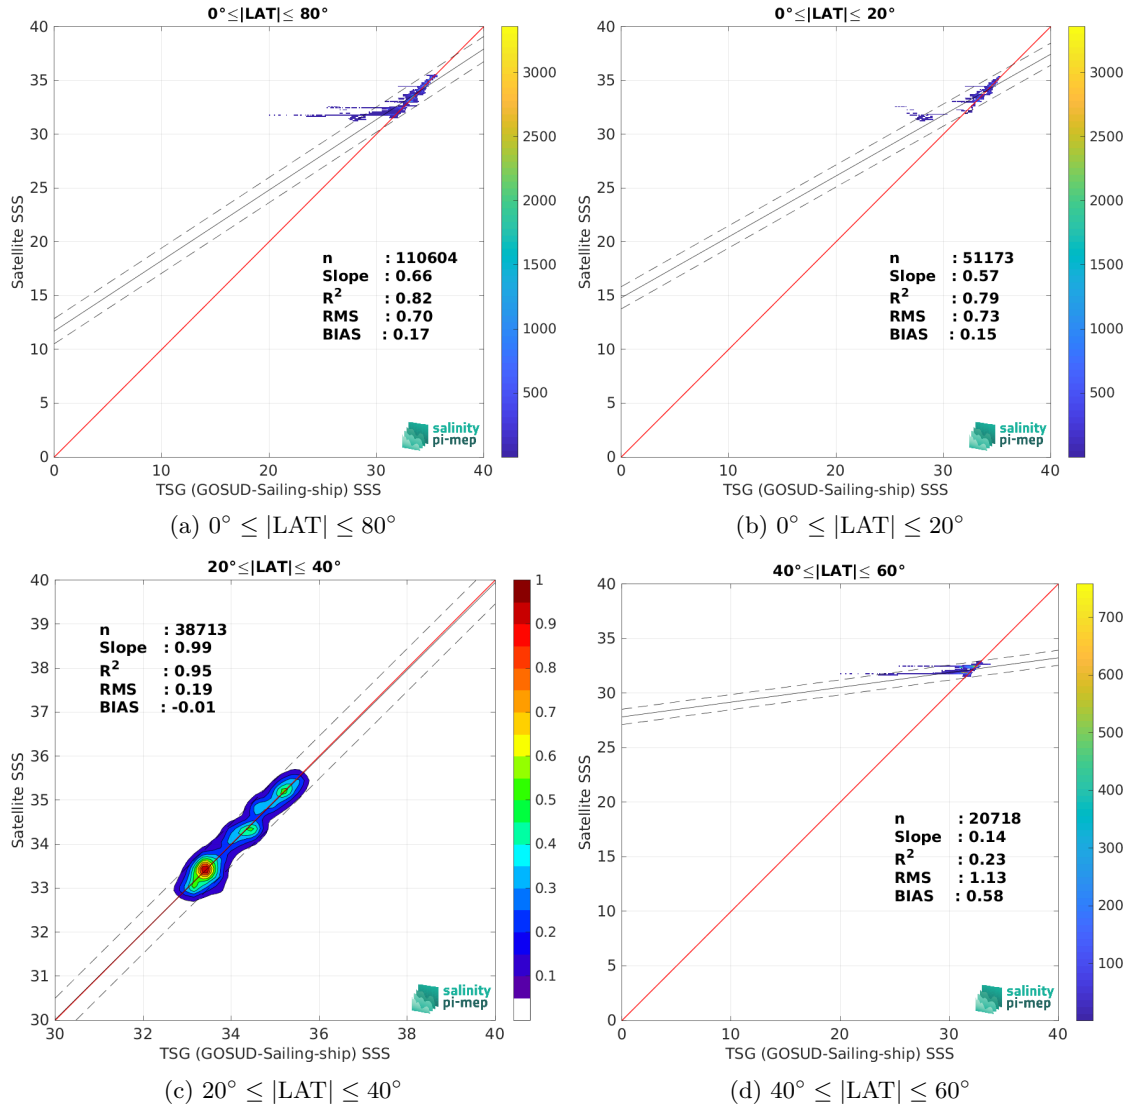 0°≤|LAT|≤ 80°
40
35
30
25
20
15
10
5
0
Satellite SSS
n : 110604
Slope : 0.66
R² : 0.82
RMS : 0.70
BIAS : 0.17
salinity
pi-mep
0 10 20 30 40
TSG (GOSUD-Sailing-ship) SSS
3000
2500
2000
1500
1000
500
(a) 0° ≤ |LAT| ≤ 80°
0°≤|LAT|≤ 20°
40
35
30
25
20
15
10
5
0
Satellite SSS
n : 51173
Slope : 0.57
R² : 0.79
RMS : 0.73
BIAS : 0.15
salinity
pi-mep
0 10 20 30 40
TSG (GOSUD-Sailing-ship) SSS
3000
2500
2000
1500
1000
500
(b) 0° ≤ |LAT| ≤ 20°
20°≤|LAT|≤ 40°
40
39
38
37
36
35
34
33
32
31
30
Satellite SSS
n : 38713
Slope : 0.99
R² : 0.95
RMS : 0.19
BIAS : -0.01
salinity
pi-mep
30 32 34 36 38 40
TSG (GOSUD-Sailing-ship) SSS
1
0.9
0.8
0.7
0.6
0.5
0.4
0.3
0.2
0.1
(c) 20° ≤ |LAT| ≤ 40°
40°≤|LAT|≤ 60°
40
35
30
25
20
15
10
5
0
Satellite SSS
n : 20718
Slope : 0.14
R² : 0.23
RMS : 1.13
BIAS : 0.58
salinity
pi-mep
0 10 20 30 40
TSG (GOSUD-Sailing-ship) SSS
700
600
500
400
300
200
100
(d) 40° ≤ |LAT| ≤ 60°